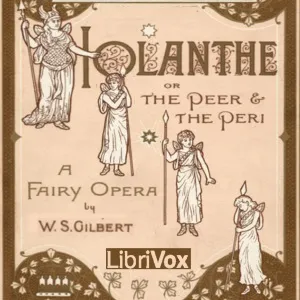 IOLANTHE
OR
THE PEER &
THE PERI
A
FAIRY OPERA
by
W. S. GILBERT
LibriVox